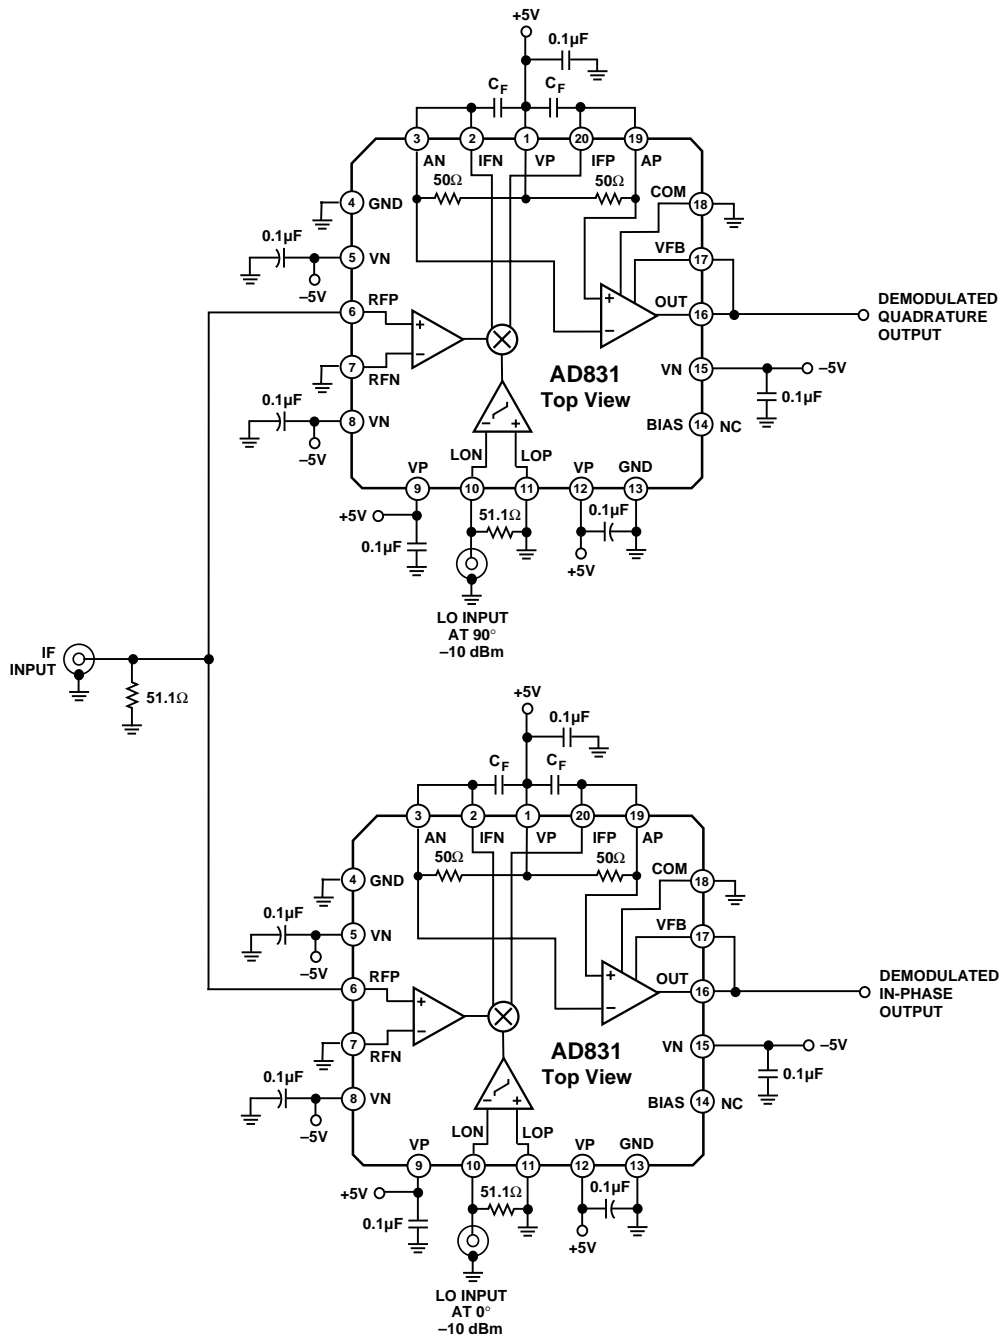 +5V
0.1µF
CF CF
3 2 1 20 19
AN IFN VP IFP AP
50Ω 50Ω
COM
4 GND
18
0.1µF
VFB
5 VN
17
–5V
RFP
OUT
6
16
DEMODULATED
QUADRATURE
OUTPUT
+
–
+
–
7
RFN
VN 15
–5V
AD831
Top View
0.1µF
0.1µF
8 VN
BIAS 14 NC
–5V
– +
LON LOP
VP
VP GND
9 10 11 12 13
+5V
51.1Ω
0.1µF
0.1µF
+5V
LO INPUT
AT 90°
–10 dBm
IF
INPUT
51.1Ω
+5V
0.1µF
CF CF
3 2 1 20 19
AN IFN VP IFP AP
50Ω 50Ω
COM
4 GND
18
0.1µF
VFB
5 VN
17
–5V
RFP
OUT
6
16
DEMODULATED
IN-PHASE
OUTPUT
+
–
+
–
7
RFN
VN 15
–5V
AD831
Top View
0.1µF
0.1µF
8 VN
BIAS 14 NC
–5V
– +
LON LOP
VP
VP GND
9 10 11 12 13
+5V
51.1Ω
0.1µF
0.1µF
+5V
LO INPUT
AT 0°
–10 dBm